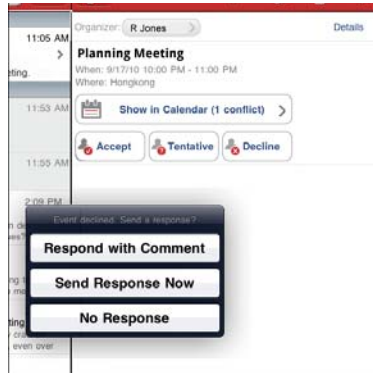 Organizer: R Jones
Details
Planning Meeting
When: 9/17/10 10:00 PM - 11:00 PM
Where: Hongkong
Show in Calendar (1 conflict)
Accept
Tentative
Decline
11:05 AM
eting.
11:53 AM
11:55 AM
2:09 PM
Event declined. Send a response?
Respond with Comment
Send Response Now
No Response
ting
even over